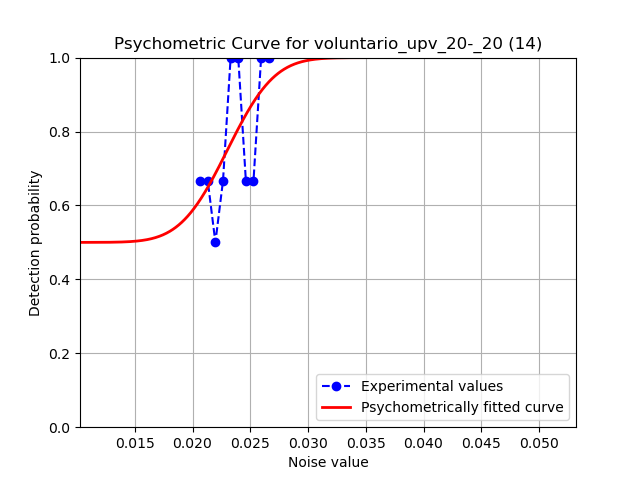 Psychometric Curve for voluntario_upv_20-_20 (14)
1.0
0.8
0.6
0.4
0.2
0.0
Detection probability
Experimental values
Psychometrically fitted curve
0.015 0.020 0.025 0.030 0.035 0.040 0.045 0.050
Noise value